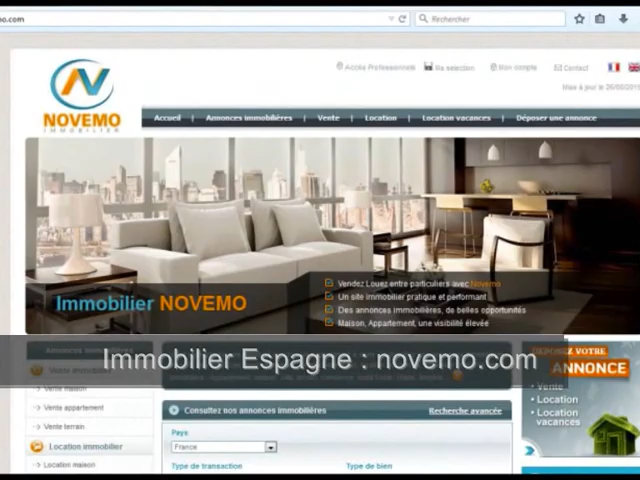 mo.com
Rechercher
Accès Professionnels
Ma sélection
Mon compte
Contact
NOVEMO
IMMOBILIER
Accueil | Annonces immobilières | Vente | Location | Location vacances | Déposer une annonce
Vendez Louez entre particuliers avec Novemo
Un site immobilier pratique et performant
Immobilier NOVEMO
Des annonces immobilières, de belles opportunités
Maison, Appartement, une visibilité élevée
Immobilier Espagne : novemo.com
DEPOSEZ VOTRE
ANNONCE
Vente maison
Vente
Vente appartement
Consultez nos annonces immobilières
Recherche avancée
Location
Location
vacances
Vente terrain
Pays
Location immobilier
France
Location maison
Type de transaction
Type de bien